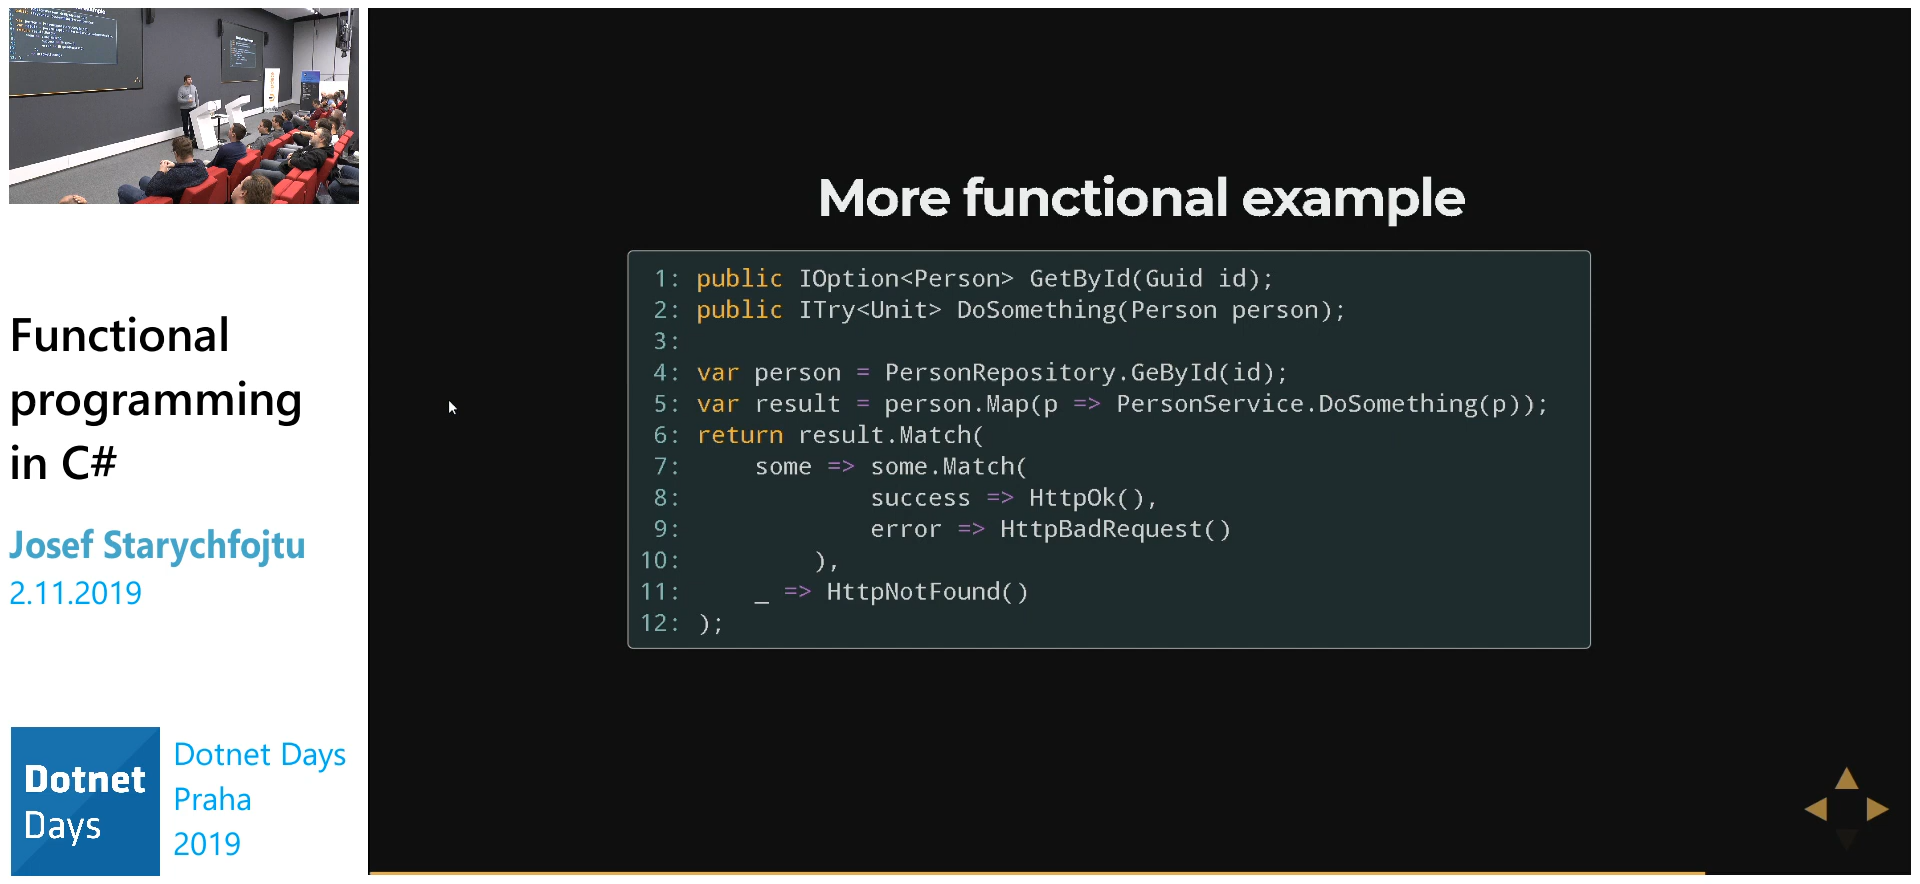 example
Functional
programming
in C#
Josef Starychfojtu
2.11.2019
Dotnet
Days
Dotnet Days
Praha
2019
More functional example
1: public IOption<Person> GetById(Guid id);
2: public ITry<Unit> DoSomething(Person person);
3:
4: var person = PersonRepository.GeById(id);
5: var result = person.Map(p => PersonService.DoSomething(p));
6: return result.Match(
7:     some => some.Match(
8:             success => HttpOk(),
9:             error => HttpBadRequest()
10:         ),
11:     _ => HttpNotFound()
12: );